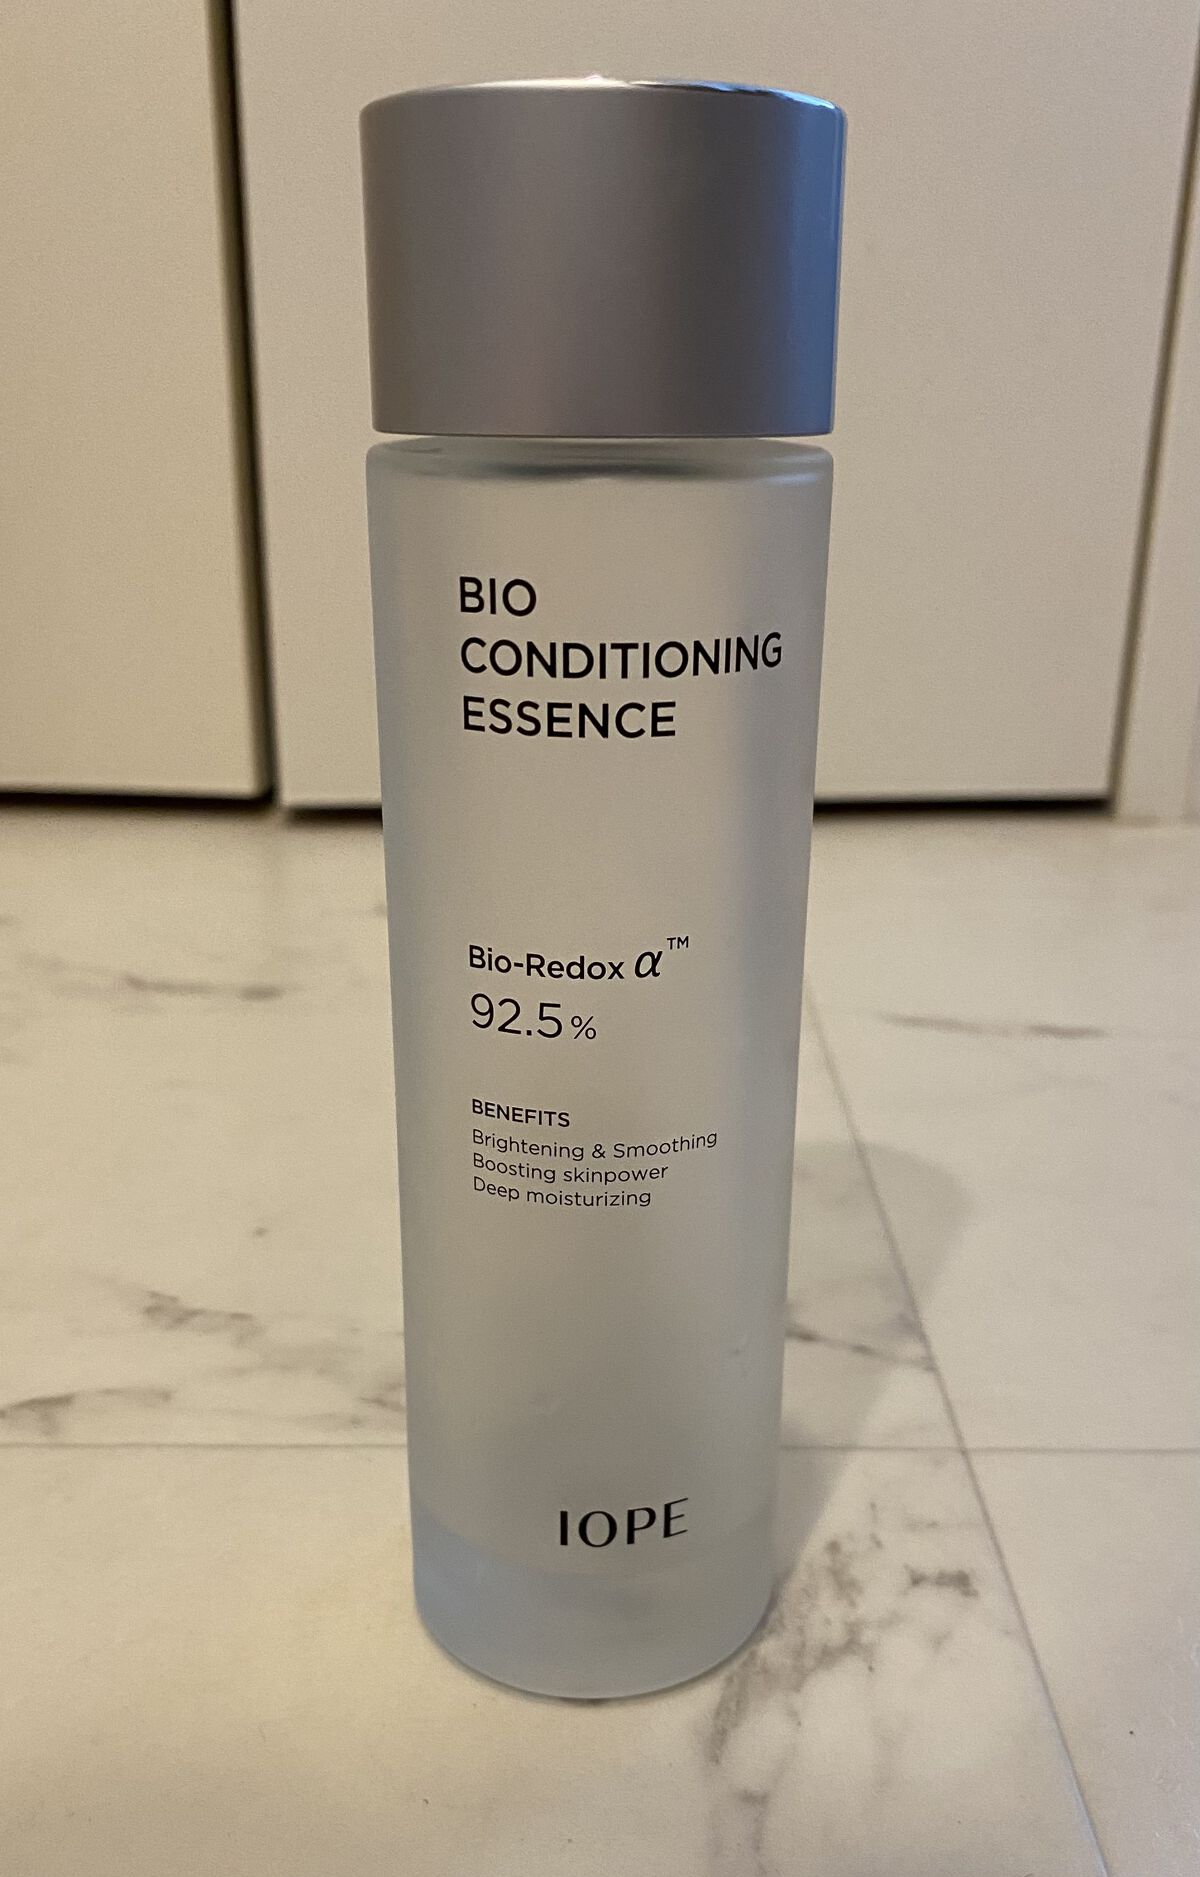 BIO
CONDITIONING
ESSENCE
Bio-Redox α™
92.5%
BENEFITS
Brightening & Smoothing
Boosting skinpower
Deep moisturizing
IOPE